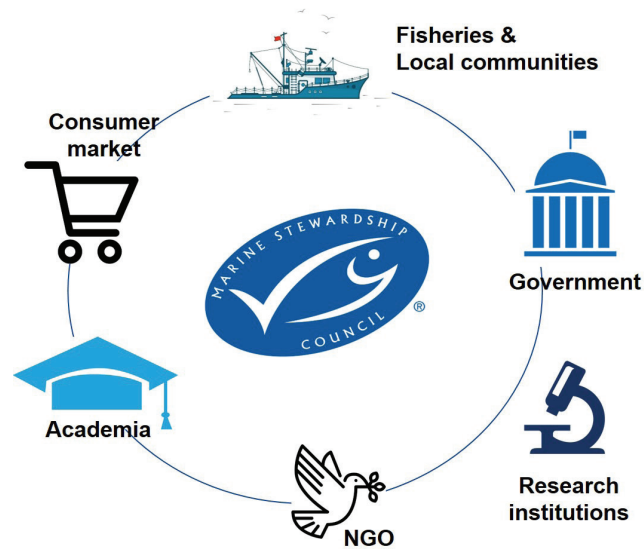 Fisheries &
Local communities
Consumer
market
MARINE STEWARDSHIP
COUNCIL
®
Government
Academia
Research
institutions
NGO